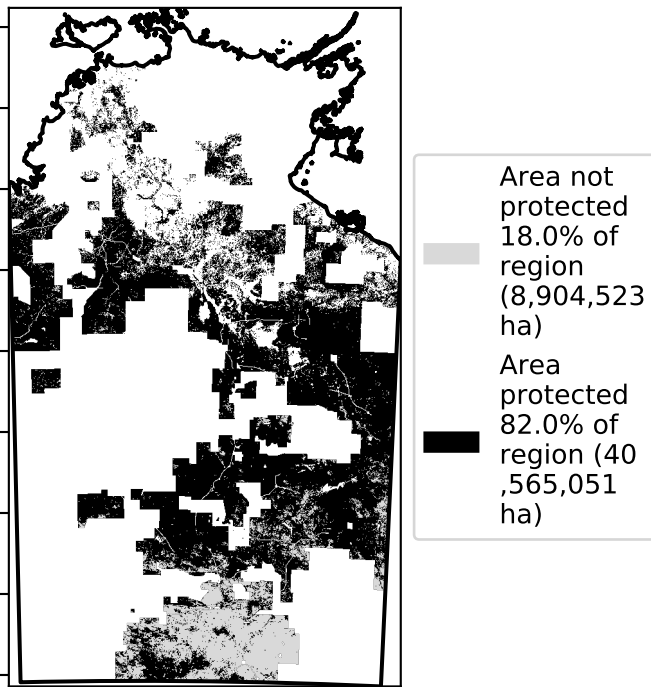 Area not
protected
18.0% of
region
(8,904,523
ha)
Area
protected
82.0% of
region (40
,565,051
ha)